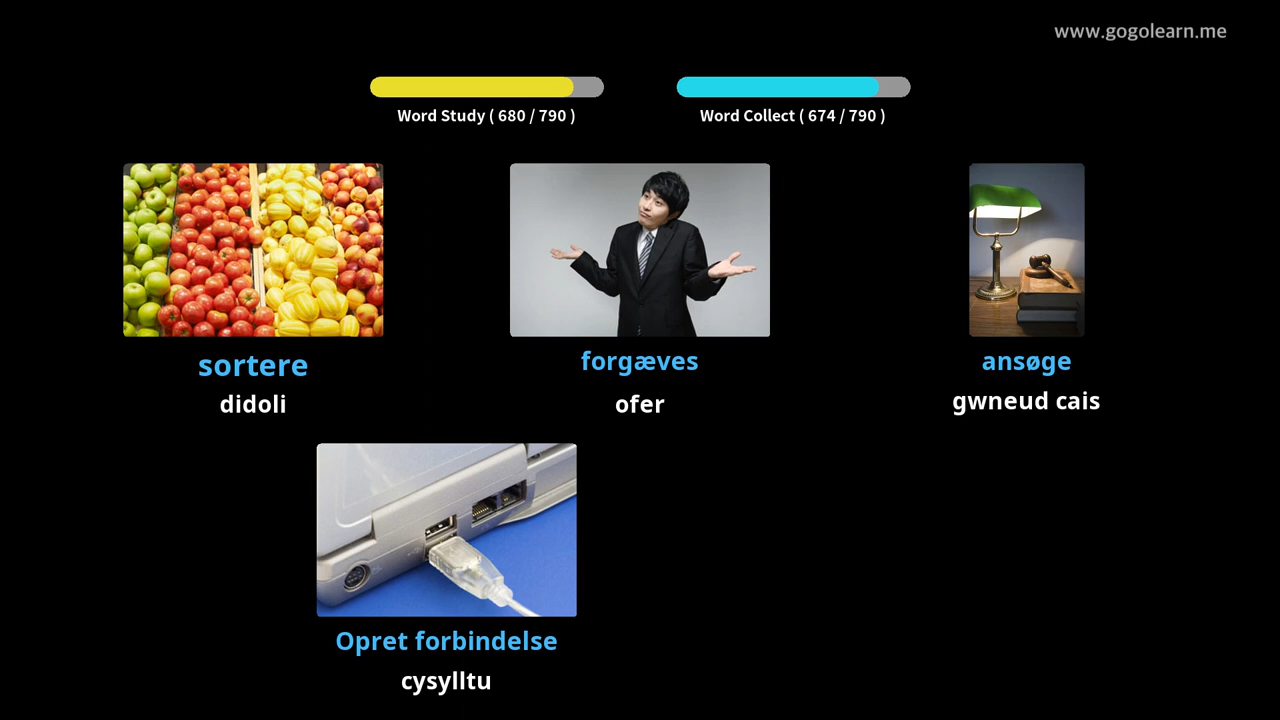 www.gogolearn.me
Word Study ( 680 / 790 )
Word Collect ( 674 / 790 )
sortere
didoli
forgæves
ofer
ansøge
gwneud cais
Opret forbindelse
cysylltu